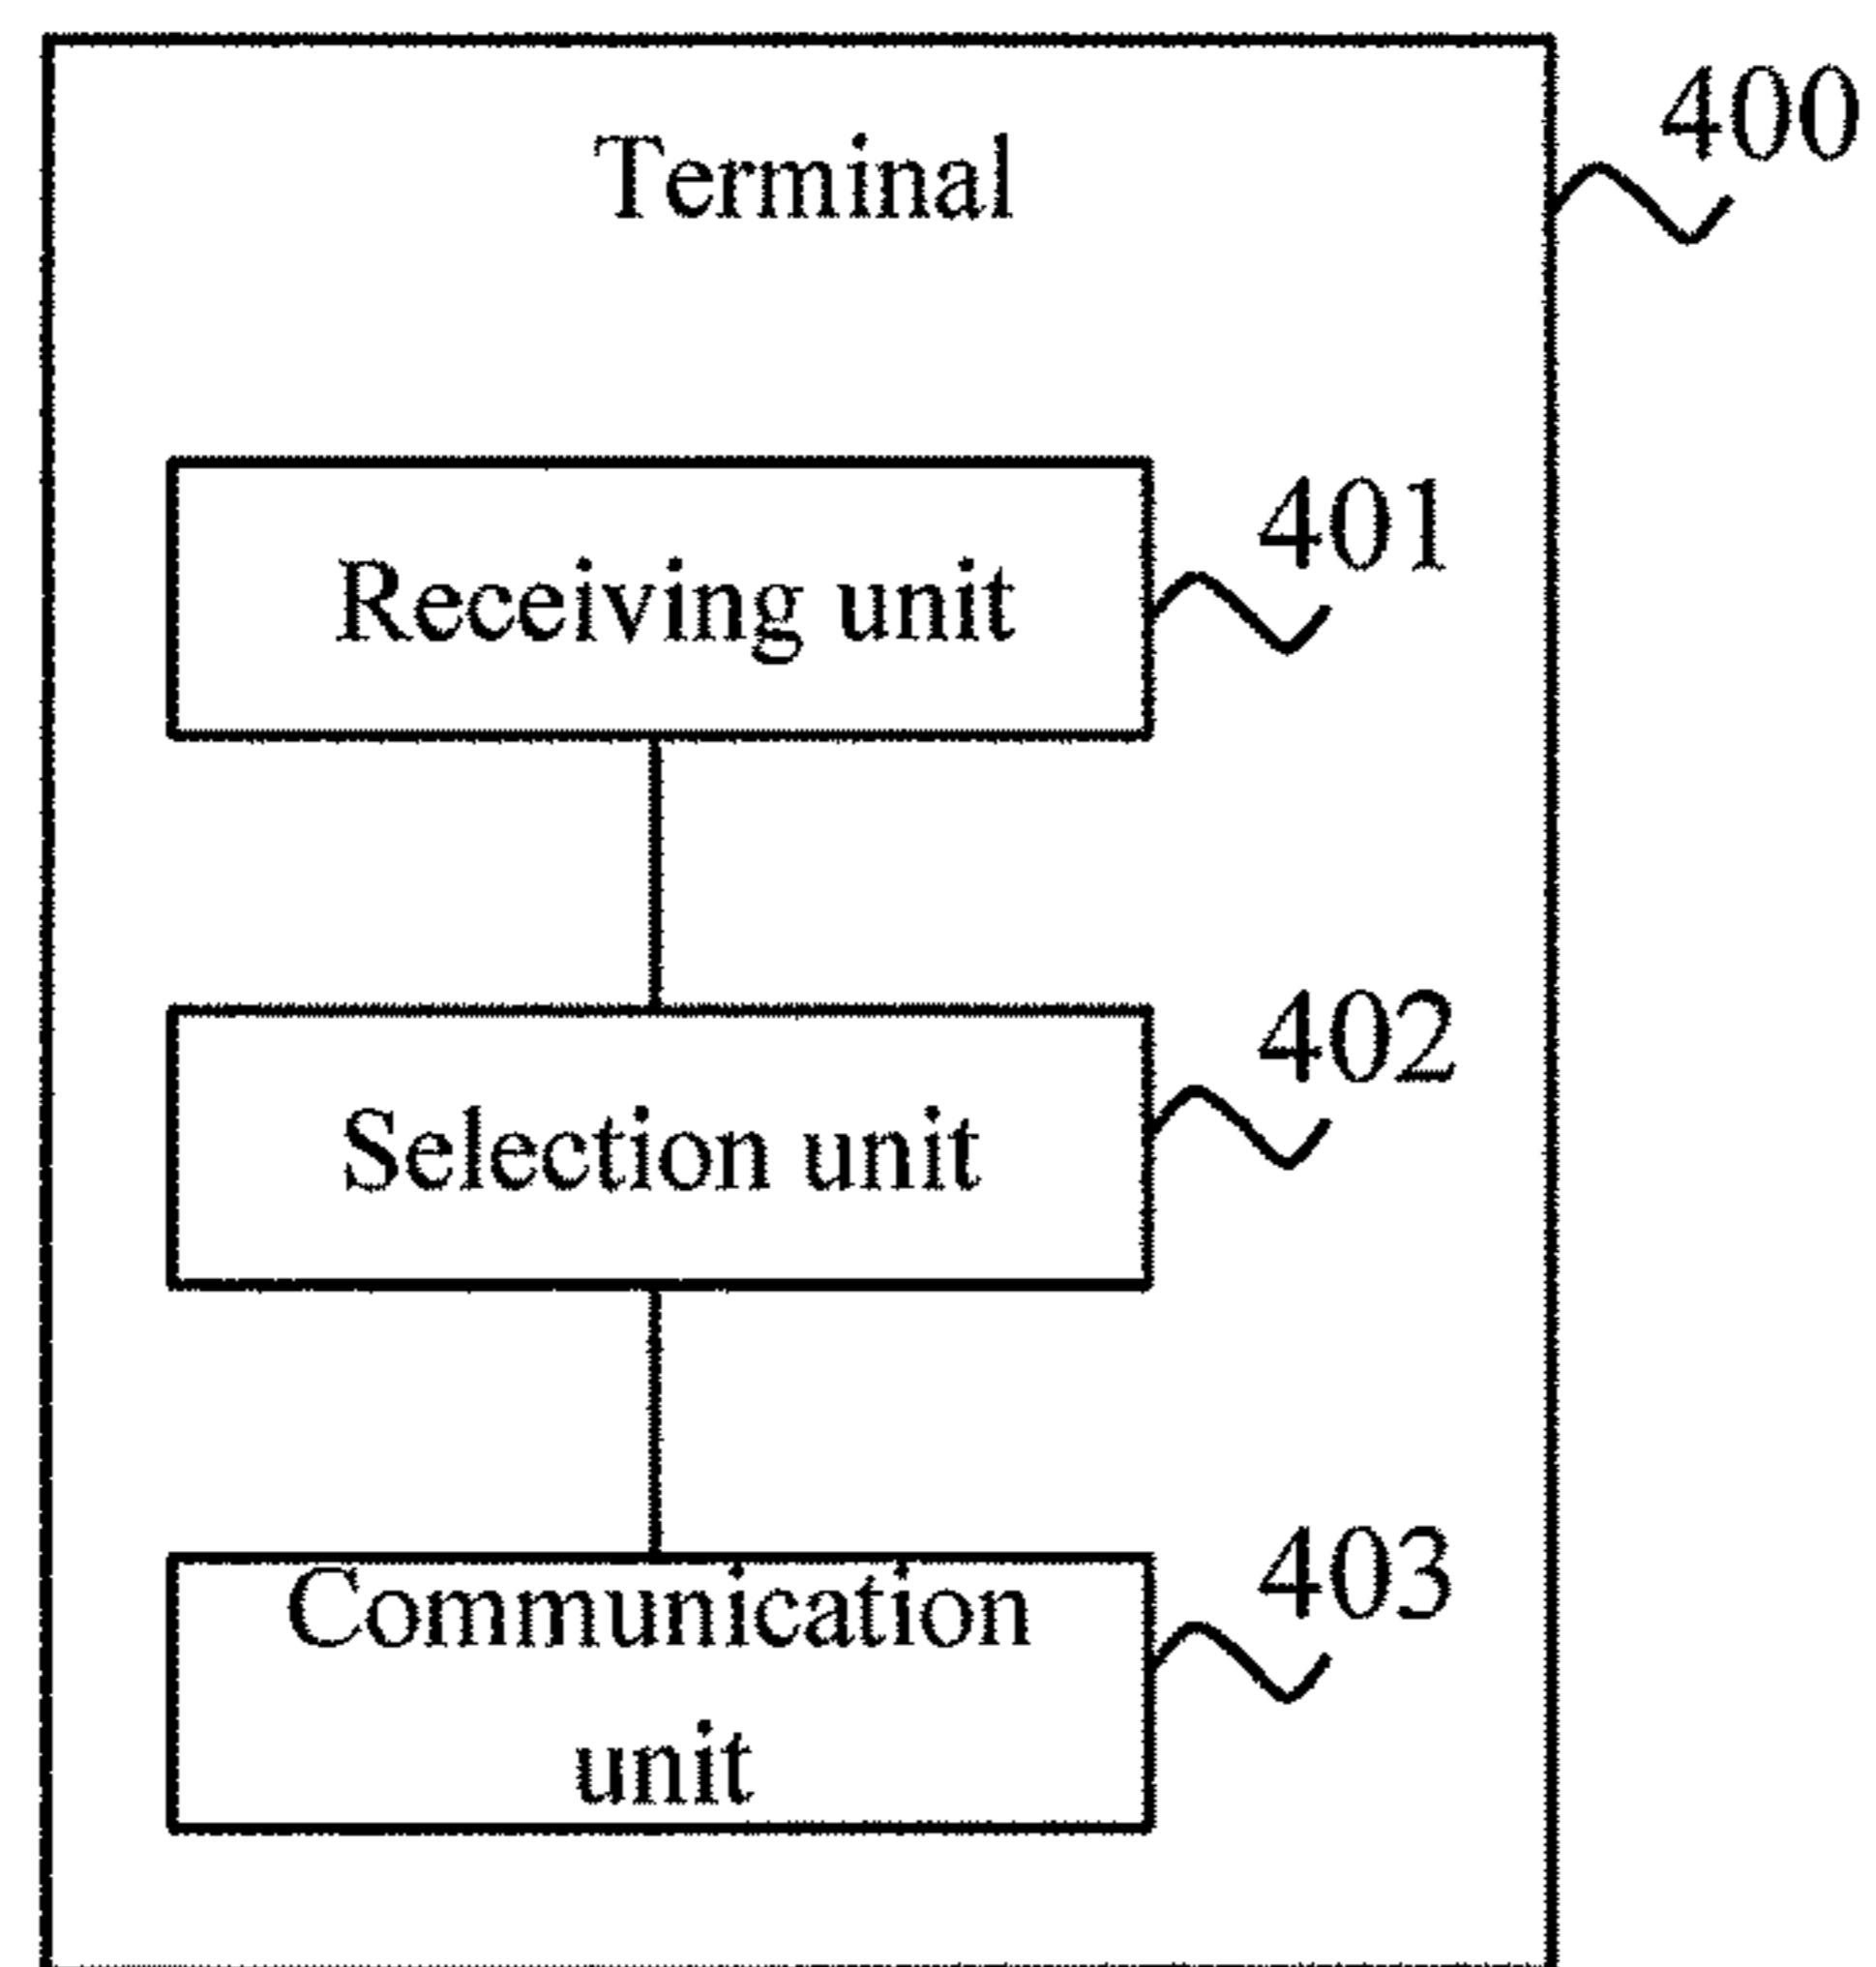 400
Terminal
401
Receiving unit
402
Selection unit
403
Communication
unit